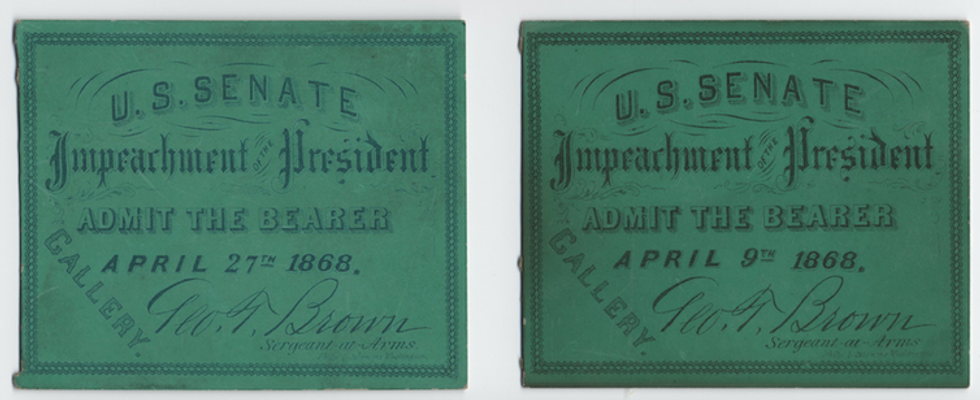 U.S. SENATE
Impeachment OF THE President
ADMIT THE BEARER
GALLERY.
APRIL 27TH 1868.
Geo. T. Brown
Sergeant-at-Arms.
U.S. SENATE
Impeachment OF THE President
ADMIT THE BEARER
GALLERY.
APRIL 9TH 1868.
Geo. T. Brown
Sergeant-at-Arms.